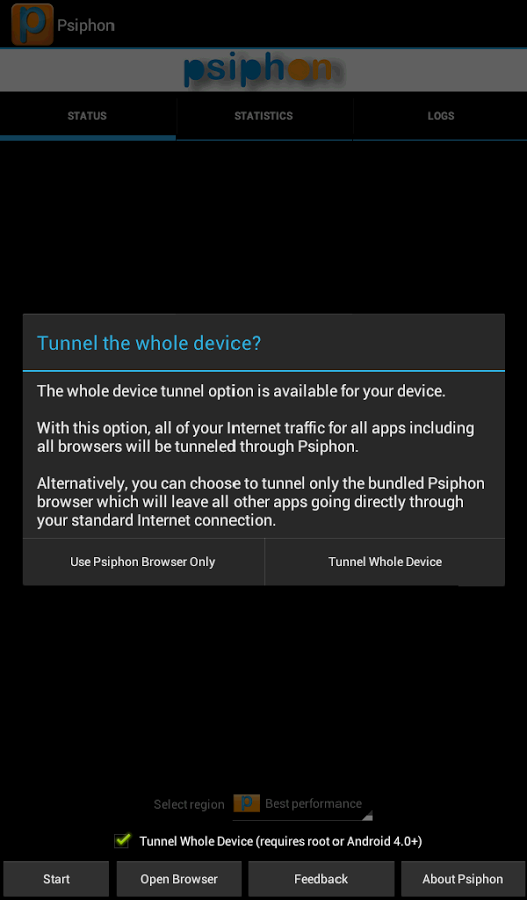 Psiphon
psiphon
STATUS
STATISTICS
LOGS
Tunnel the whole device?
The whole device tunnel option is available for your device.
With this option, all of your Internet traffic for all apps including
all browsers will be tunneled through Psiphon.
Alternatively, you can choose to tunnel only the bundled Psiphon
browser which will leave all other apps going directly through
your standard Internet connection.
Use Psiphon Browser Only
Tunnel Whole Device
Select region
Best performance
Tunnel Whole Device (requires root or Android 4.0+)
Start
Open Browser
Feedback
About Psiphon